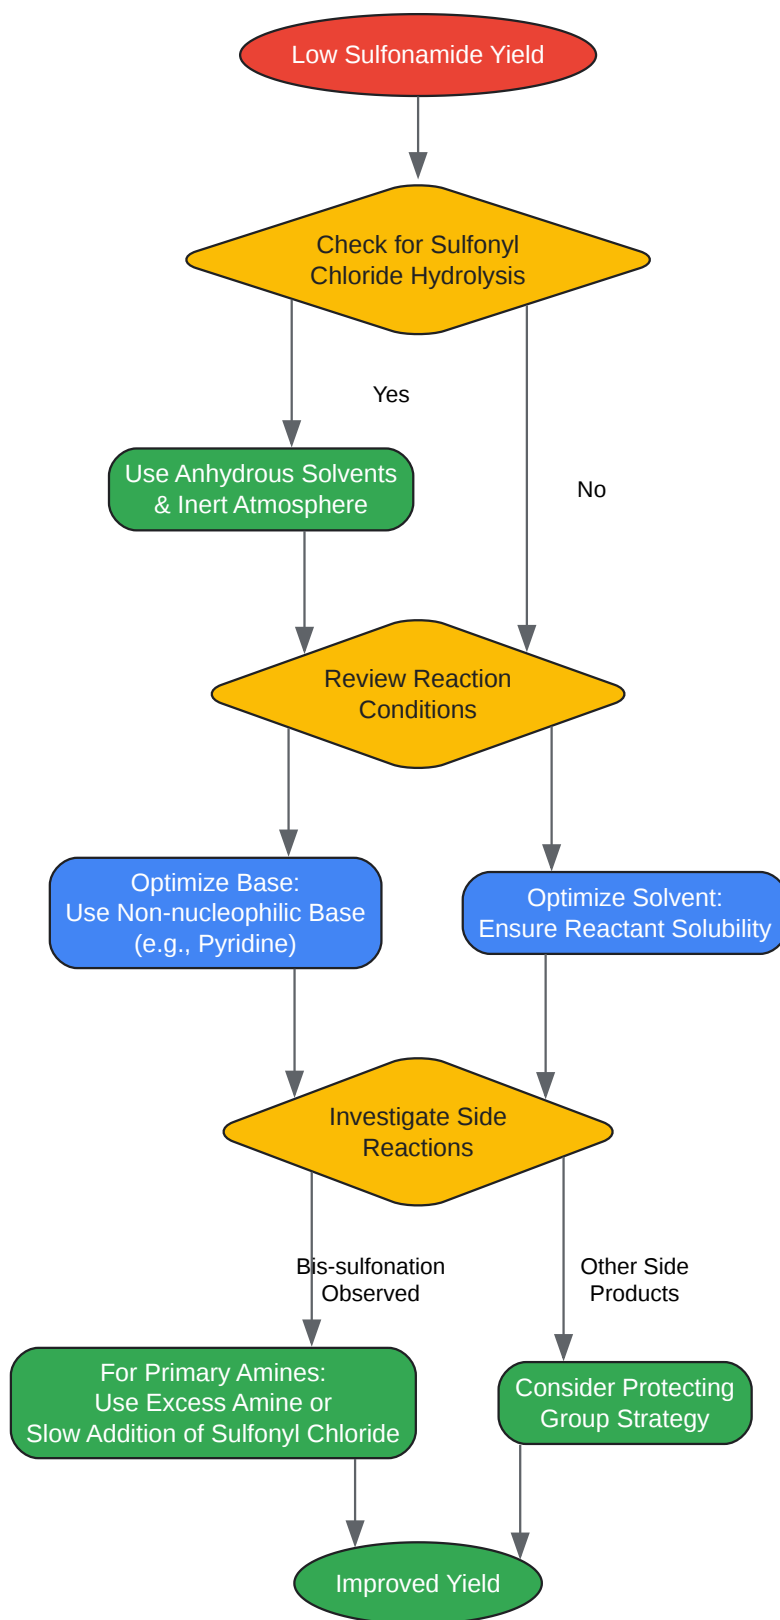 Low Sulfonamide Yield
Check for Sulfonyl
Chloride Hydrolysis
Yes
Use Anhydrous Solvents
& Inert Atmosphere
No
Review Reaction
Conditions
Optimize Base:
Use Non-nucleophilic Base
(e.g., Pyridine)
Optimize Solvent:
Ensure Reactant Solubility
Investigate Side
Reactions
Bis-sulfonation
Observed
Other Side
Products
For Primary Amines:
Use Excess Amine or
Slow Addition of Sulfonyl Chloride
Consider Protecting
Group Strategy
Improved Yield